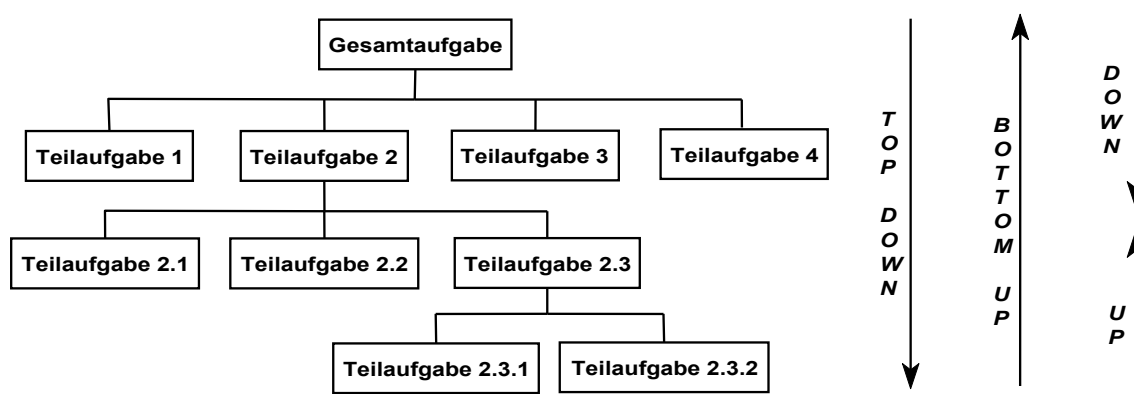 Gesamtaufgabe
Teilaufgabe 1
Teilaufgabe 2
Teilaufgabe 3
Teilaufgabe 4
Teilaufgabe 2.1
Teilaufgabe 2.2
Teilaufgabe 2.3
Teilaufgabe 2.3.1
Teilaufgabe 2.3.2
TOP DOWN
BOTTOM UP
DOWN
UP